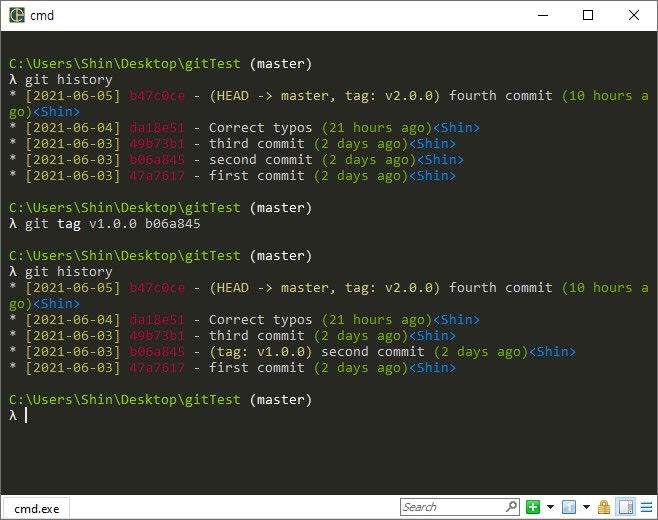 cmd
C:\Users\Shin\Desktop\gitTest (master)
λ git history
* [2021-06-05] b47c0ce - (HEAD -> master, tag: v2.0.0) fourth commit (10 hours a
go)<Shin>
* [2021-06-04] da18e51 - Correct typos (21 hours ago)<Shin>
* [2021-06-03] 49b73b1 - third commit (2 days ago)<Shin>
* [2021-06-03] b06a845 - second commit (2 days ago)<Shin>
* [2021-06-03] 47a7617 - first commit (2 days ago)<Shin>
C:\Users\Shin\Desktop\gitTest (master)
λ git tag v1.0.0 b06a845
C:\Users\Shin\Desktop\gitTest (master)
λ git history
* [2021-06-05] b47c0ce - (HEAD -> master, tag: v2.0.0) fourth commit (10 hours a
go)<Shin>
* [2021-06-04] da18e51 - Correct typos (21 hours ago)<Shin>
* [2021-06-03] 49b73b1 - third commit (2 days ago)<Shin>
* [2021-06-03] b06a845 - (tag: v1.0.0) second commit (2 days ago)<Shin>
* [2021-06-03] 47a7617 - first commit (2 days ago)<Shin>
C:\Users\Shin\Desktop\gitTest (master)
λ
cmd.exe
Search